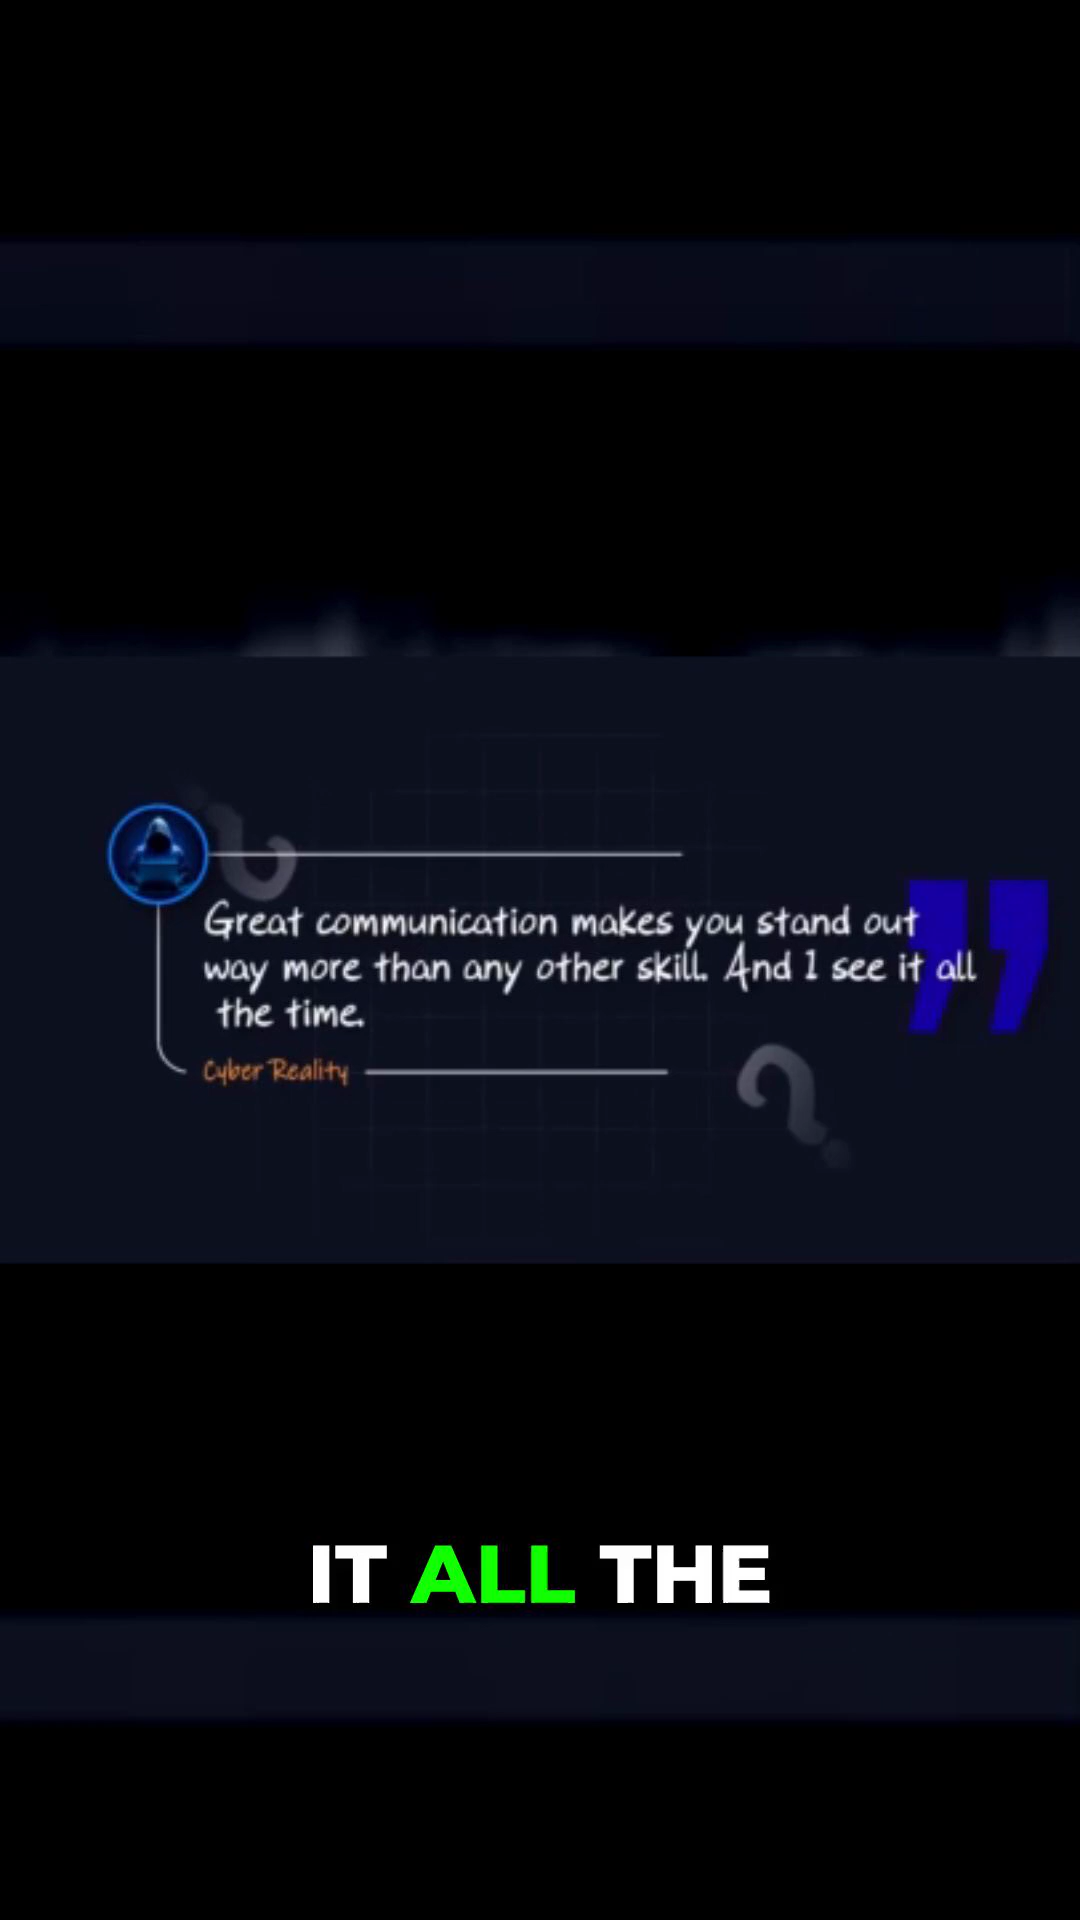 Great communication makes you stand out
way more than any other skill. And I see it all
the time.
Cyber Reality
IT ALL THE